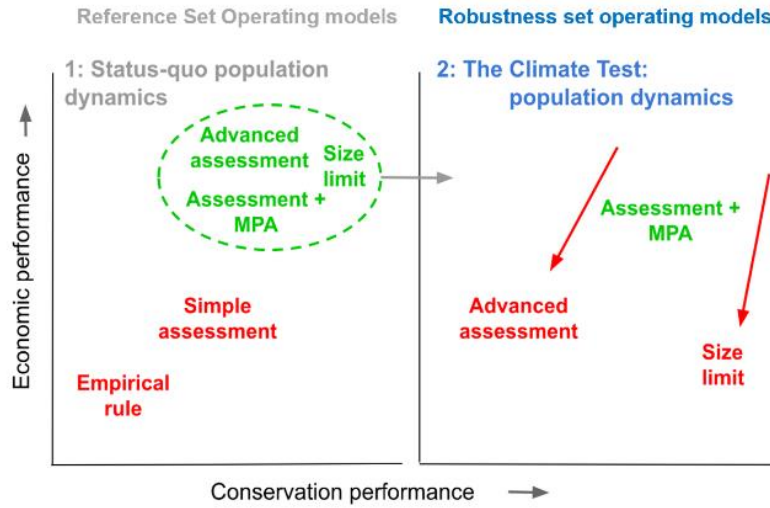 Reference Set Operating models
Robustness set operating models
1: Status-quo population
dynamics
2: The Climate Test:
population dynamics
Advanced
assessment
Size
limit
Assessment +
MPA
Simple
assessment
Empirical
rule
Assessment +
MPA
Advanced
assessment
Size
limit
Economic performance
Conservation performance